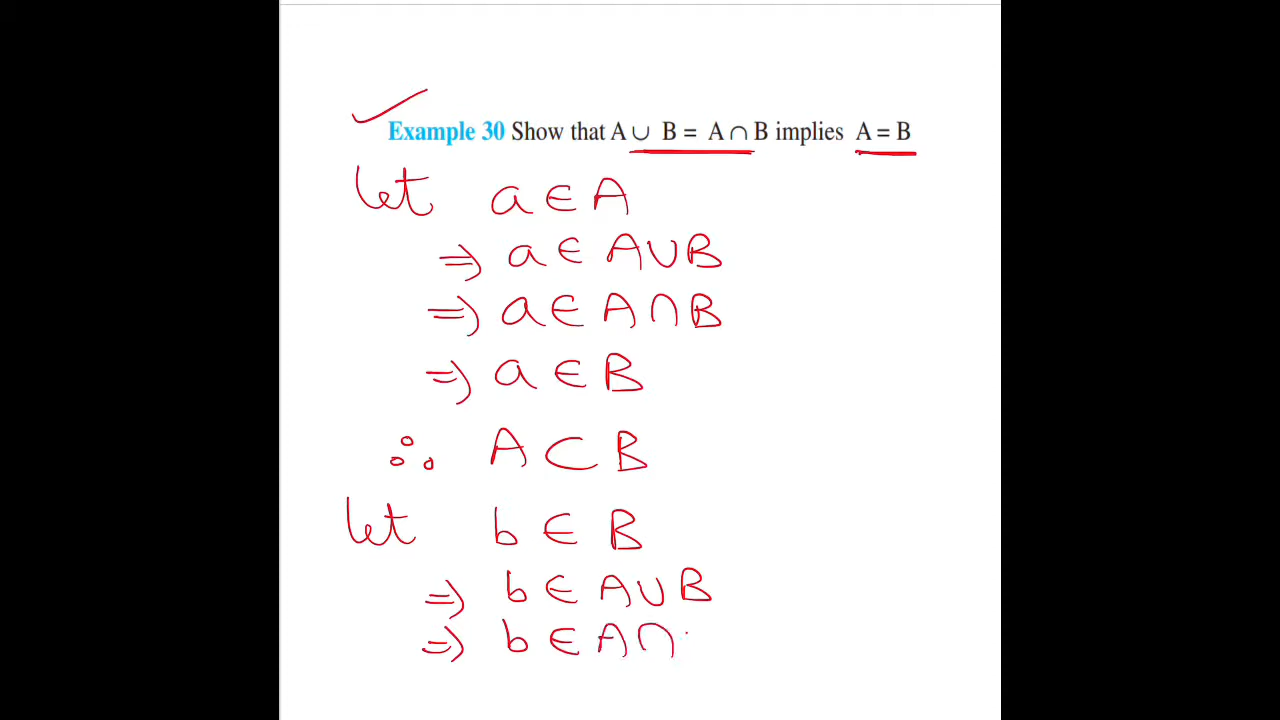 Example 30 Show that A ∪ B = A ∩ B implies A = B
let a ∈ A
⇒ a ∈ A ∪ B
⇒ a ∈ A ∩ B
⇒ a ∈ B
∴ A ⊂ B
let b ∈ B
⇒ b ∈ A ∪ B
⇒ b ∈ A ∩